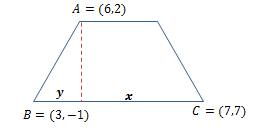 A = (6,2)
y x
B = (3,−1) C = (7,7)